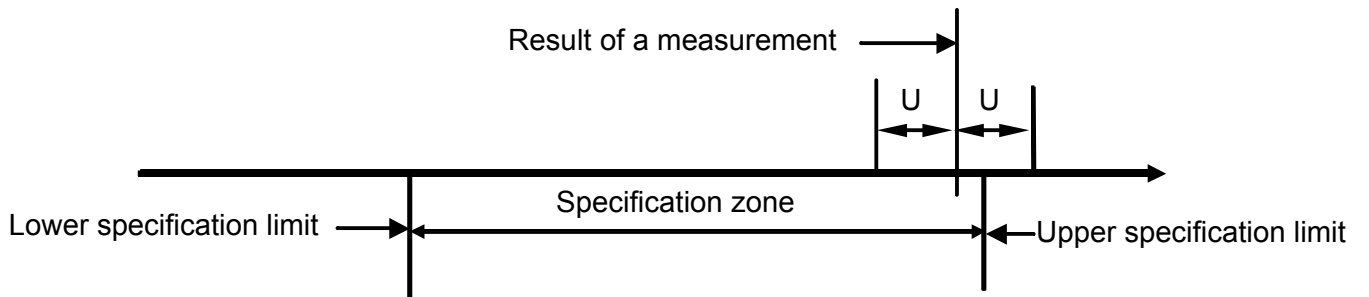 Result of a measurement
U U
Specification zone
Lower specification limit
Upper specification limit